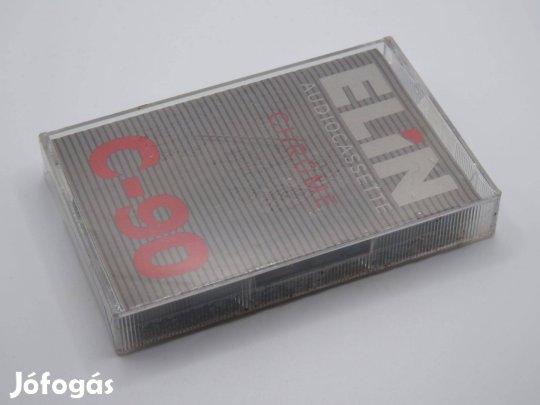 ELiN
AUDIOCASSETTE
CHROME
C-90
Jófogás